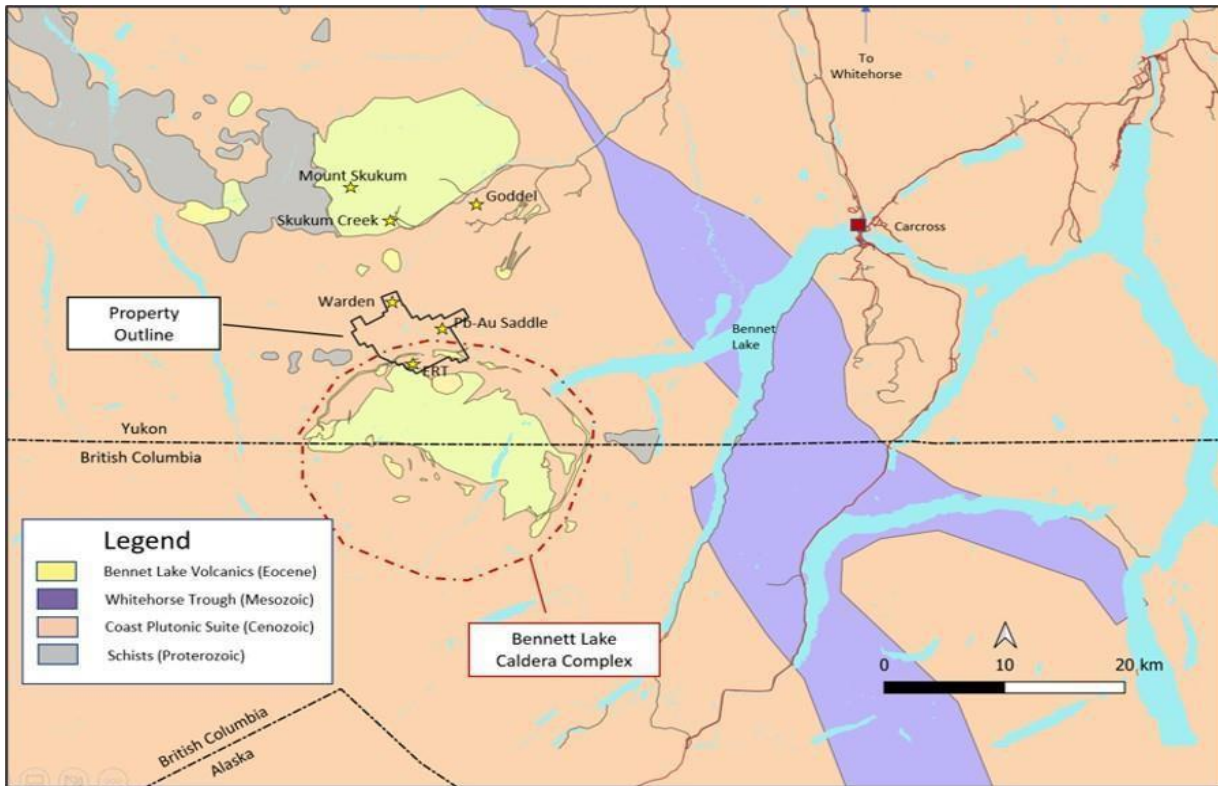 To
Whitehorse
Mount Skukum
Goddel
Skukum Creek
Carcross
Warden
Property
Outline
Pb-Au Saddle
Bennet
Lake
ERT
Yukon
British Columbia
Legend
Bennet Lake Volcanics (Eocene)
Whitehorse Trough (Mesozoic)
Coast Plutonic Suite (Cenozoic)
Schists (Proterozoic)
Bennett Lake
Caldera Complex
0 10 20 km
British Columbia
Alaska